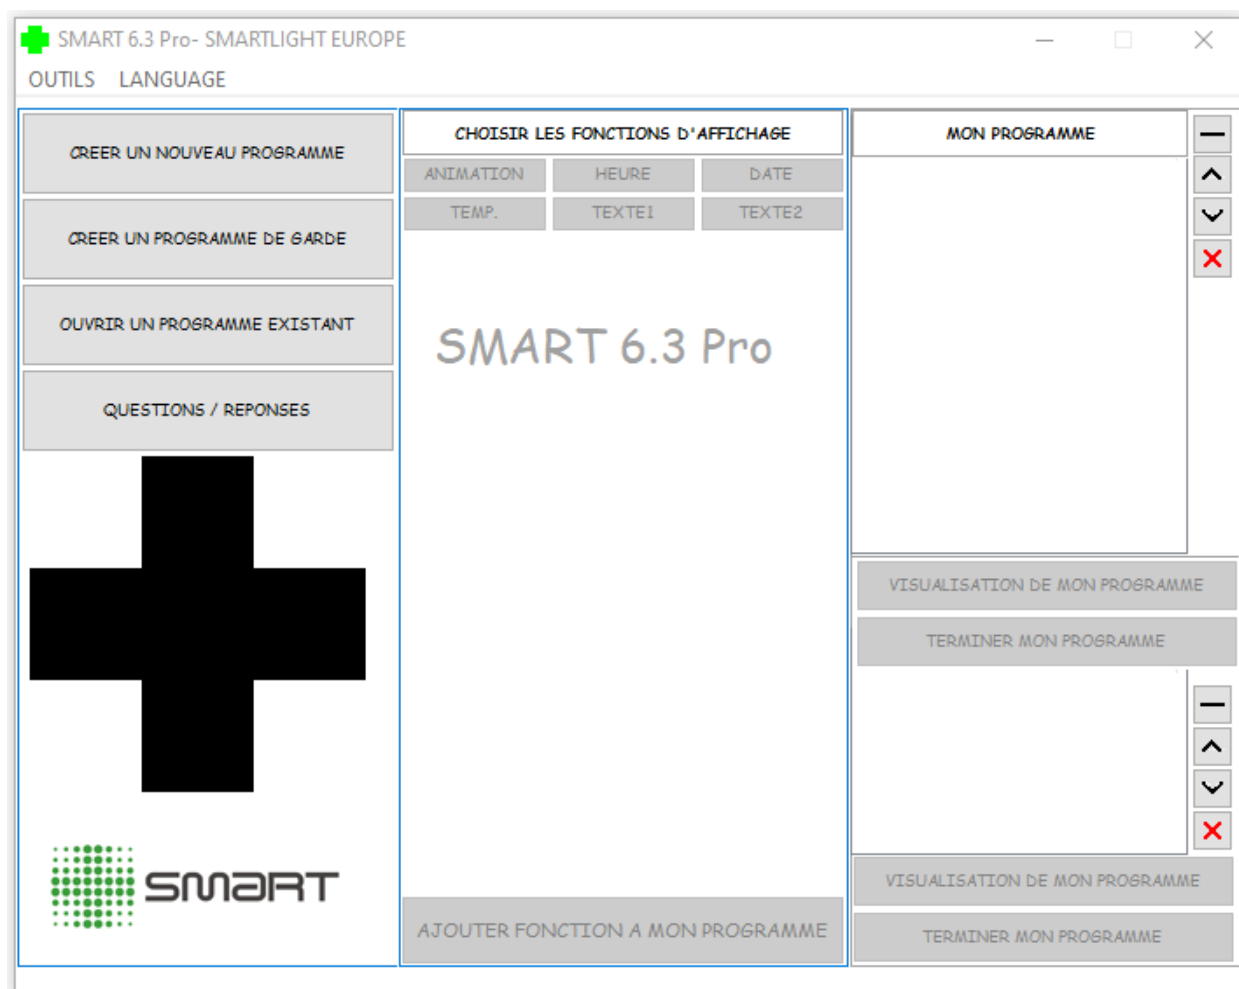 SMART 6.3 Pro- SMARTLIGHT EUROPE
OUTILS LANGUAGE
CREER UN NOUVEAU PROGRAMME
CREER UN PROGRAMME DE GARDE
OUVRIR UN PROGRAMME EXISTANT
QUESTIONS / REPONSES
SMART
CHOISIR LES FONCTIONS D'AFFICHAGE
ANIMATION HEURE DATE
TEMP. TEXTE1 TEXTE2
SMART 6.3 Pro
AJOUTER FONCTION A MON PROGRAMME
MON PROGRAMME
VISUALISATION DE MON PROGRAMME
TERMINER MON PROGRAMME
VISUALISATION DE MON PROGRAMME
TERMINER MON PROGRAMME